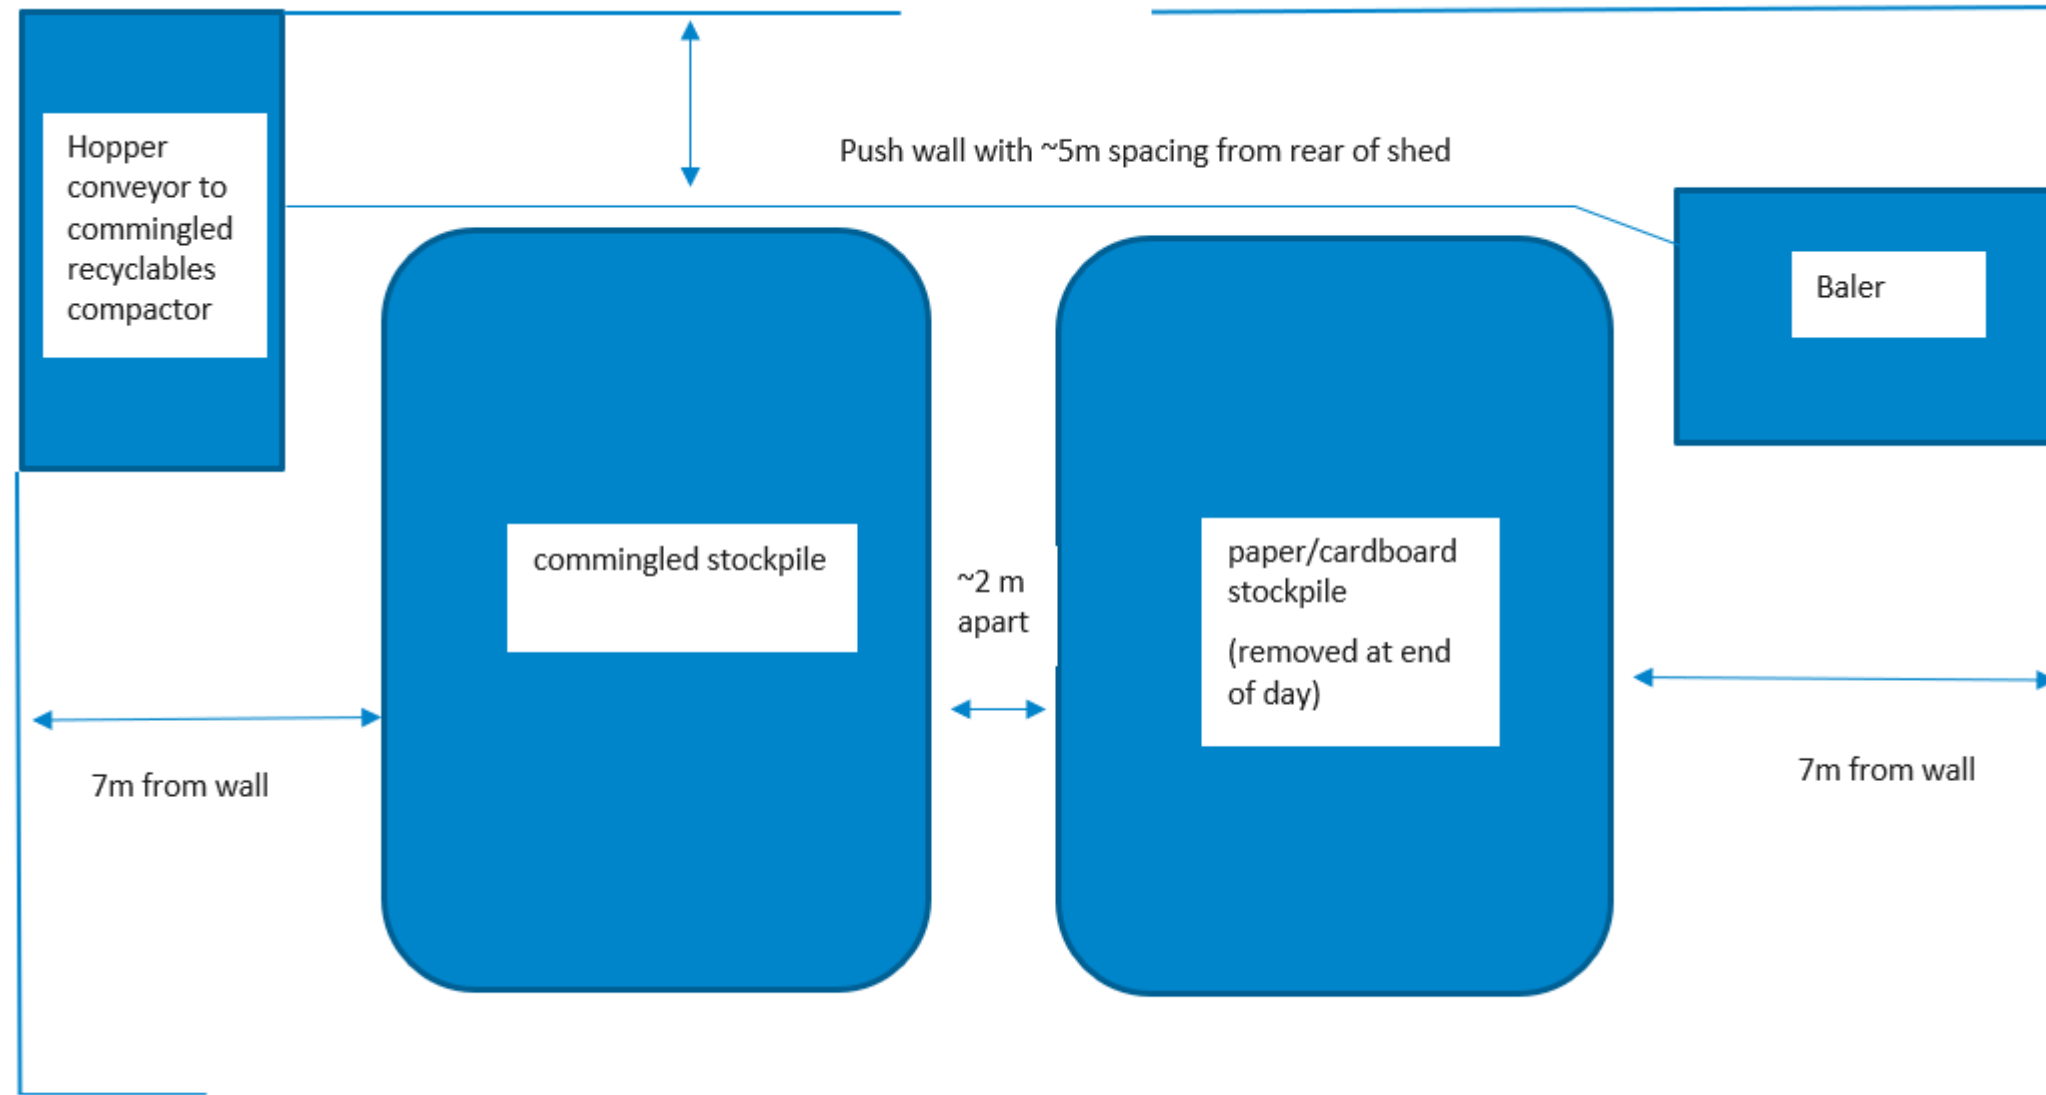 Hopper
conveyor to
commingled
recyclables
compactor
Push wall with ~5m spacing from rear of shed
Baler
commingled stockpile
~2 m
apart
paper/cardboard
stockpile
(removed at end
of day)
7m from wall
7m from wall